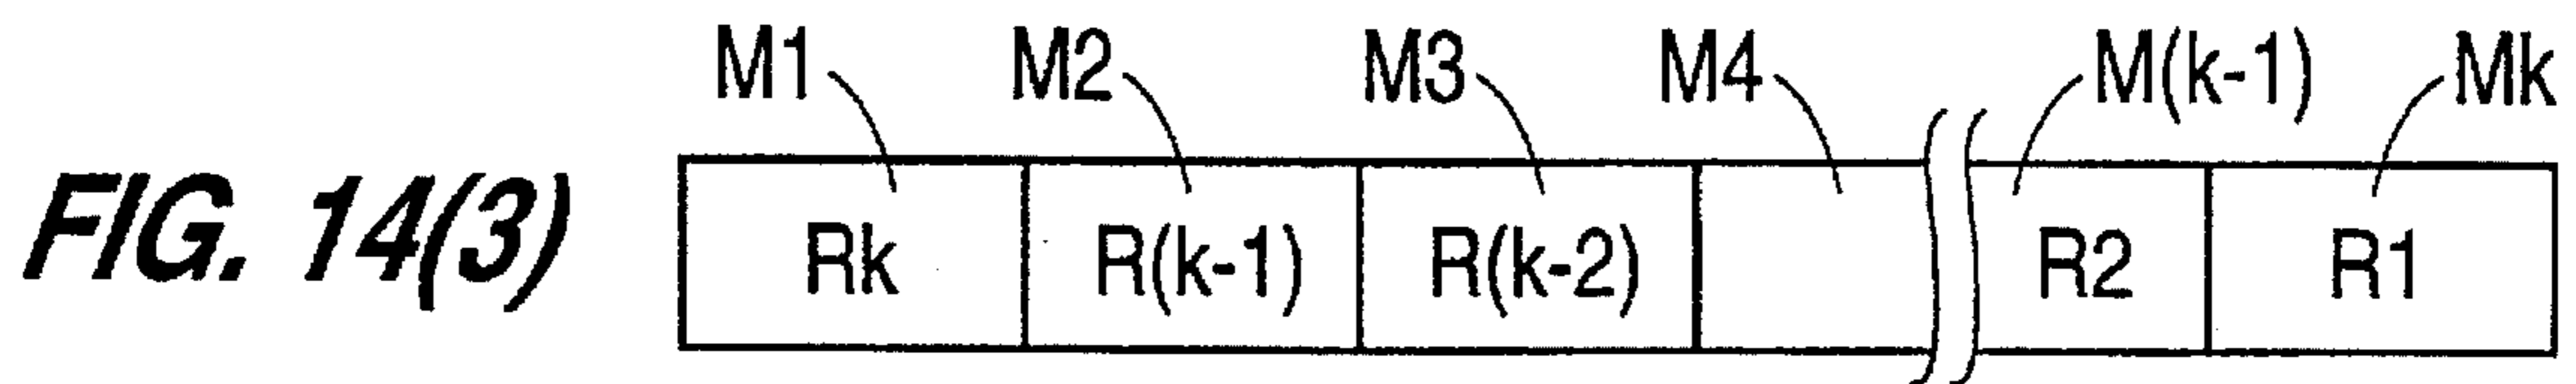 M1 M2 M3 M4 M(k-1) Mk
FIG. 14(3)
Rk R(k-1) R(k-2) R2 R1